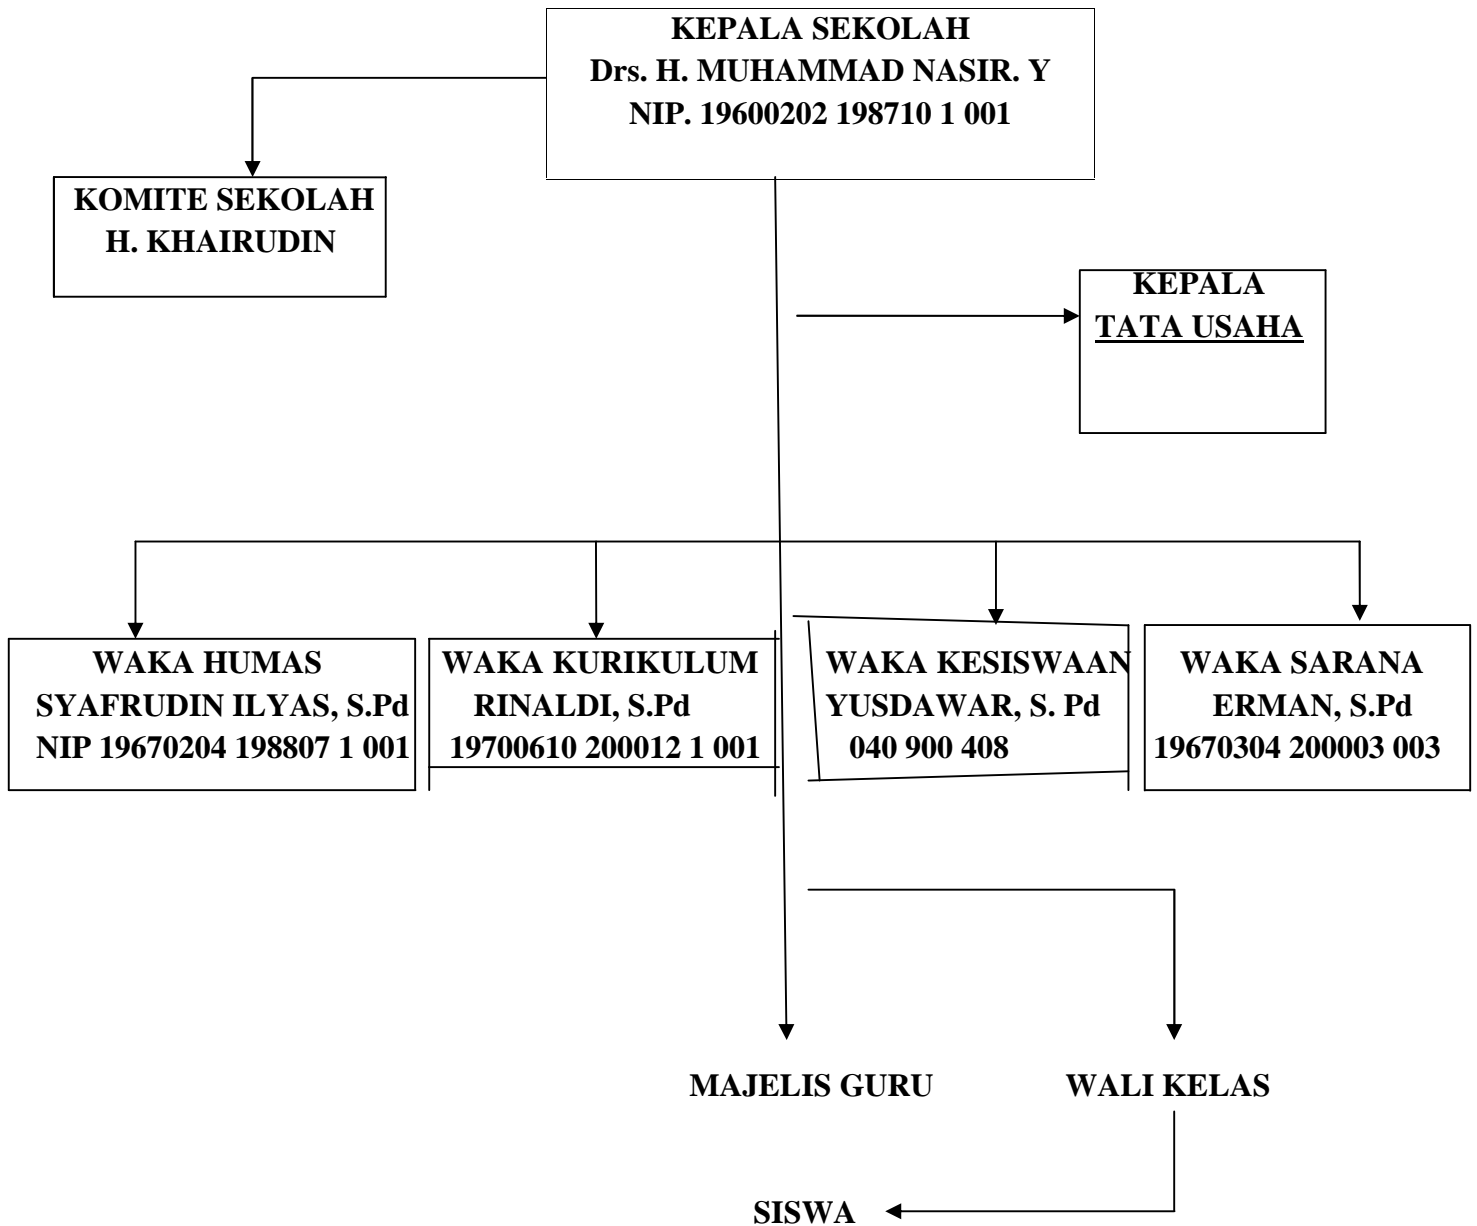 KEPALA SEKOLAH
Drs. H. MUHAMMAD NASIR. Y
NIP. 19600202 198710 1 001
KOMITE SEKOLAH
H. KHAIRUDIN
KEPALA
TATA USAHA
WAKA HUMAS
SYAFRUDIN ILYAS, S.Pd
NIP 19670204 198807 1 001
WAKA KURIKULUM
RINALDI, S.Pd
19700610 200012 1 001
WAKA KESISWAAN
YUSDAWAR, S. Pd
040 900 408
WAKA SARANA
ERMAN, S.Pd
19670304 200003 003
MAJELIS GURU
WALI KELAS
SISWA